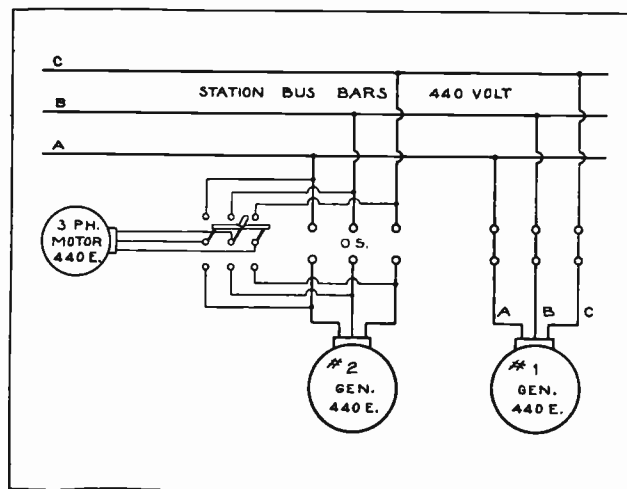 C
STATION BUS BARS 440 VOLT
B
A
3 PH.
MOTOR
440 E.
O.S.
A B C
#2
GEN.
440 E.
#1
GEN.
440 E.